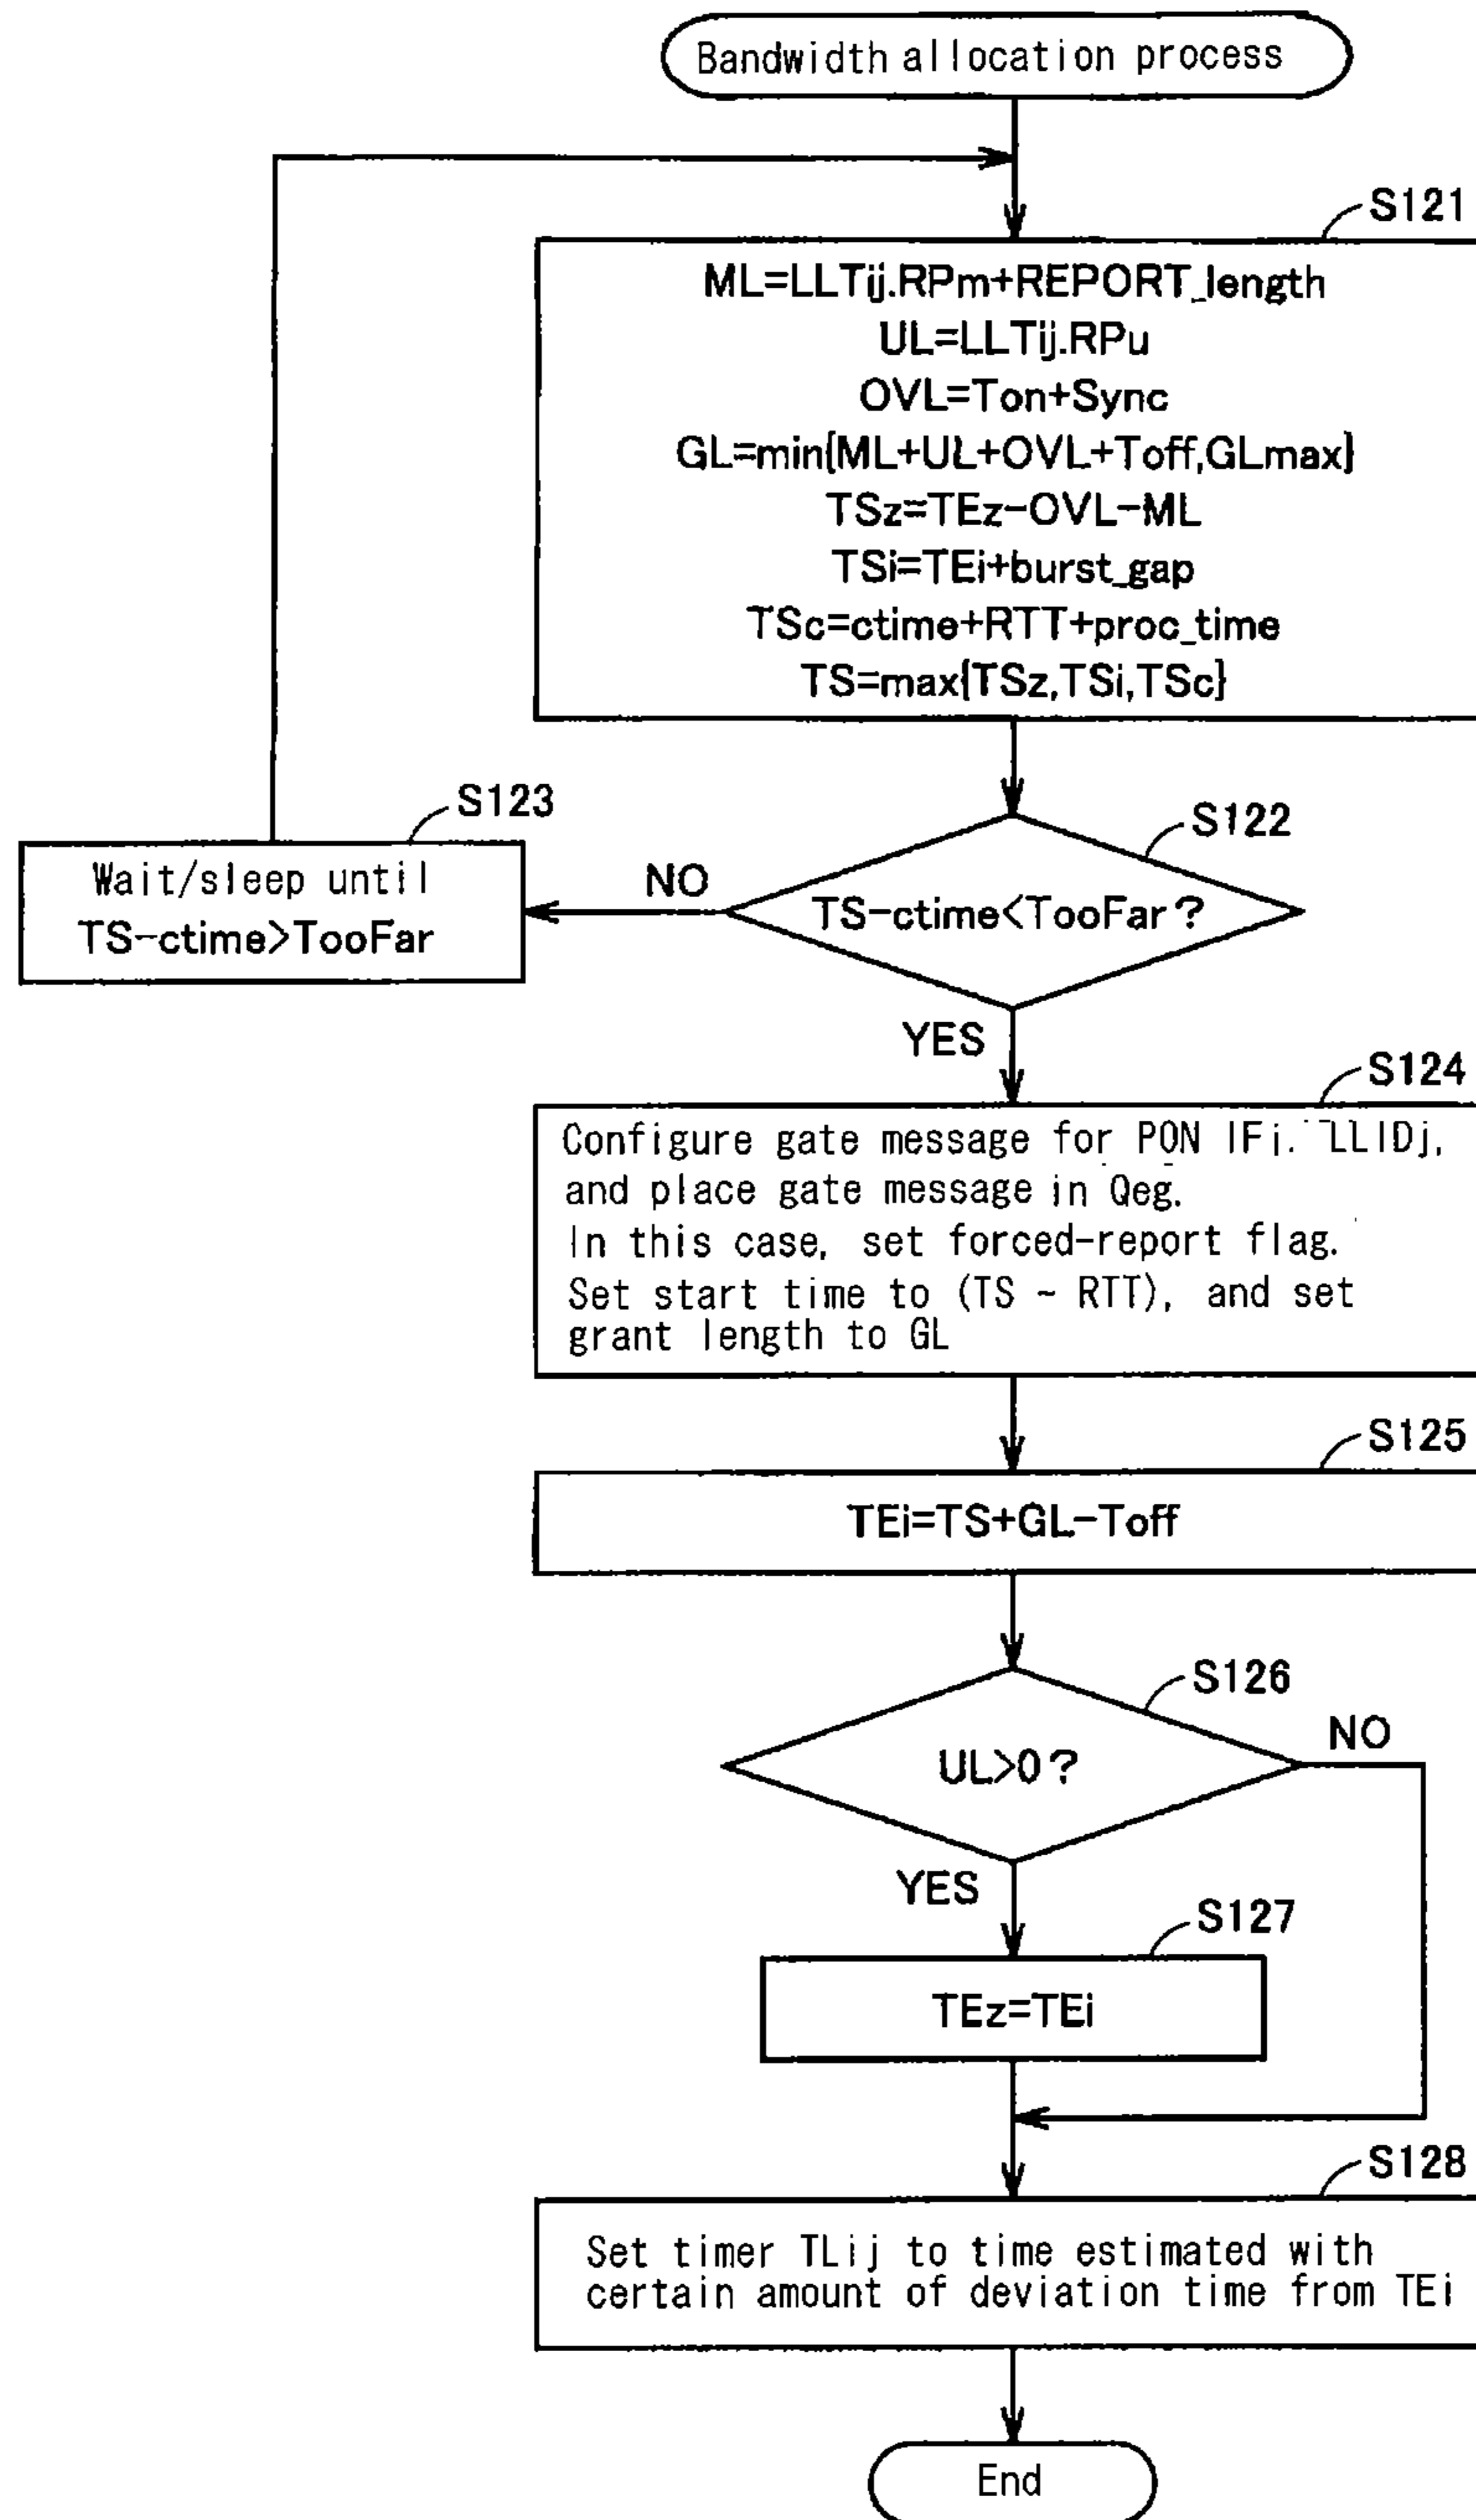 Bandwidth allocation process
S121
ML=LLTij.RPm+REPORT_length
UL=LLTij.RPu
OVL=Ton+Sync
GL=min{ML+UL+OVL+Toff,GLmax}
TSz=TEz-OVL-ML
TSi=TEi+burst_gap
TSc=ctime+RTT+proc_time
TS=max{TSz,TSi,TSc}
S123
Wait/sleep until
TS-ctime>TooFar
NO
S122
TS-ctime<TooFar?
YES
S124
Configure gate message for PON IFi. LLIDj,
and place gate message in Qeg.
In this case, set forced-report flag.
Set start time to (TS - RTT), and set
grant length to GL
S125
TEi=TS+GL-Toff
S126
UL>0?
NO
YES
S127
TEz=TEi
S128
Set timer TLij to time estimated with
certain amount of deviation time from TEi
End